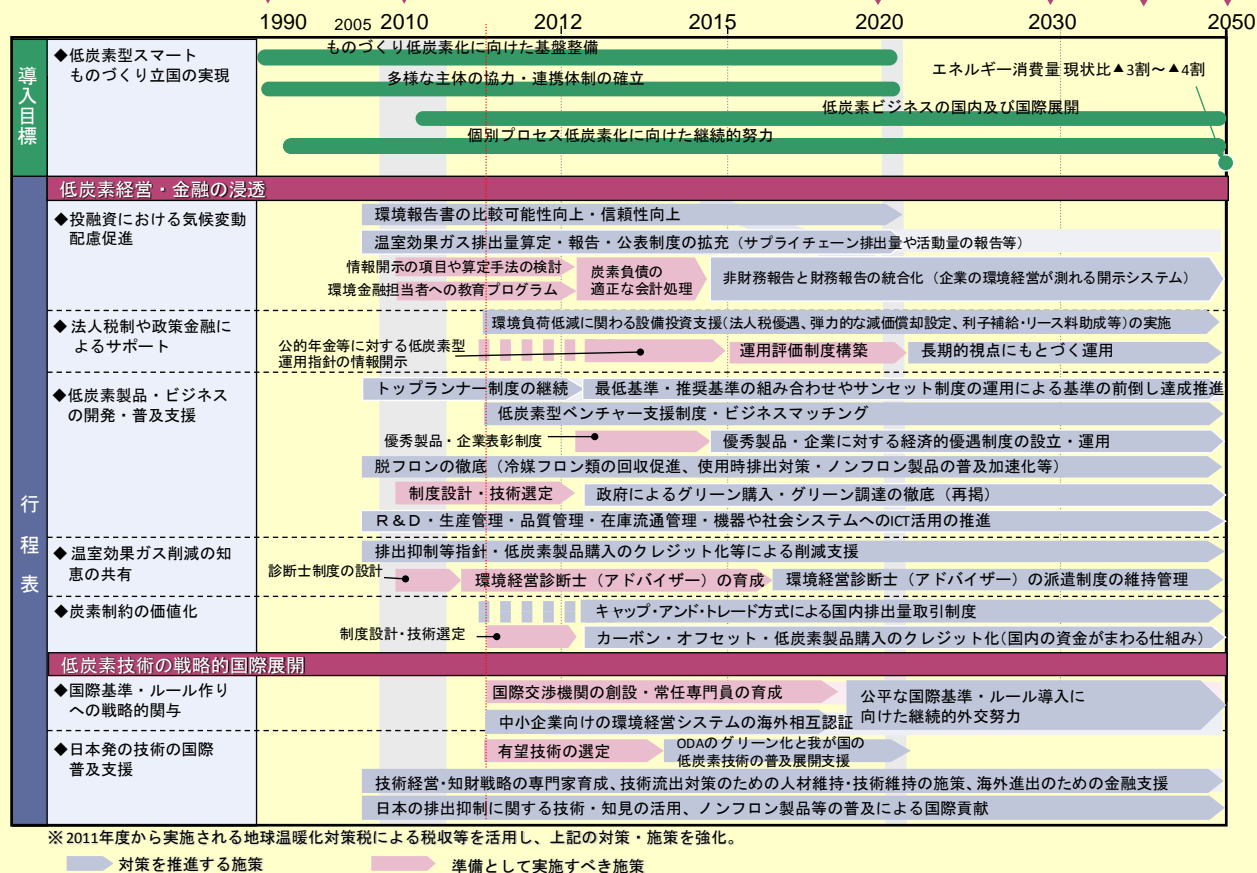 1990 2005 2010 2012 2015 2020 2030 2050
導入目標
◆低炭素型スマート
ものづくり立国の実現
ものづくり低炭素化に向けた基盤整備
多様な主体の協力・連携体制の確立
エネルギー消費量 現状比▲3割～▲4割
低炭素ビジネスの国内及び国際展開
個別プロセス低炭素化に向けた継続的努力
行程表
低炭素経営・金融の浸透
◆投融資における気候変動
配慮促進
環境報告書の比較可能性向上・信頼性向上
温室効果ガス排出量算定・報告・公表制度の拡充（サプライチェーン排出量や活動量の報告等）
情報開示の項目や算定手法の検討
環境金融担当者への教育プログラム
炭素負債の
適正な会計処理
非財務報告と財務報告の統合化（企業の環境経営が測れる開示システム）
◆法人税制や政策金融に
よるサポート
環境負荷低減に関わる設備投資支援(法人税優遇、弾力的な減価償却設定、利子補給・リース料助成等)の実施
公的年金等に対する低炭素型
運用指針の情報開示
運用評価制度構築
長期的視点にもとづく運用
◆低炭素製品・ビジネス
の開発・普及支援
トップランナー制度の継続
最低基準・推奨基準の組み合わせやサンセット制度の運用による基準の前倒し達成推進
低炭素型ベンチャー支援制度・ビジネスマッチング
優秀製品・企業表彰制度
優秀製品・企業に対する経済的優遇制度の設立・運用
脱フロンの徹底（冷媒フロン類の回収促進、使用時排出対策・ノンフロン製品の普及加速化等）
制度設計・技術選定
政府によるグリーン購入・グリーン調達の徹底（再掲）
R＆D・生産管理・品質管理・在庫流通管理・機器や社会システムへのICT活用の推進
◆温室効果ガス削減の知
恵の共有
排出抑制等指針・低炭素製品購入のクレジット化等による削減支援
診断士制度の設計
環境経営診断士（アドバイザー）の育成
環境経営診断士（アドバイザー）の派遣制度の維持管理
◆炭素制約の価値化
キャップ・アンド・トレード方式による国内排出量取引制度
制度設計・技術選定
カーボン・オフセット・低炭素製品購入のクレジット化(国内の資金がまわる仕組み)
低炭素技術の戦略的国際展開
◆国際基準・ルール作り
への戦略的関与
国際交渉機関の創設・常任専門員の育成
中小企業向けの環境経営システムの海外相互認証
公平な国際基準・ルール導入に
向けた継続的外交努力
◆日本発の技術の国際
普及支援
有望技術の選定
ODAのグリーン化と我が国の
低炭素技術の普及展開支援
技術経営・知財戦略の専門家育成、技術流出対策のための人材維持・技術維持の施策、海外進出のための金融支援
日本の排出抑制に関する技術・知見の活用、ノンフロン製品等の普及による国際貢献
※2011年度から実施される地球温暖化対策税による税収等を活用し、上記の対策・施策を強化。
対策を推進する施策
準備として実施すべき施策